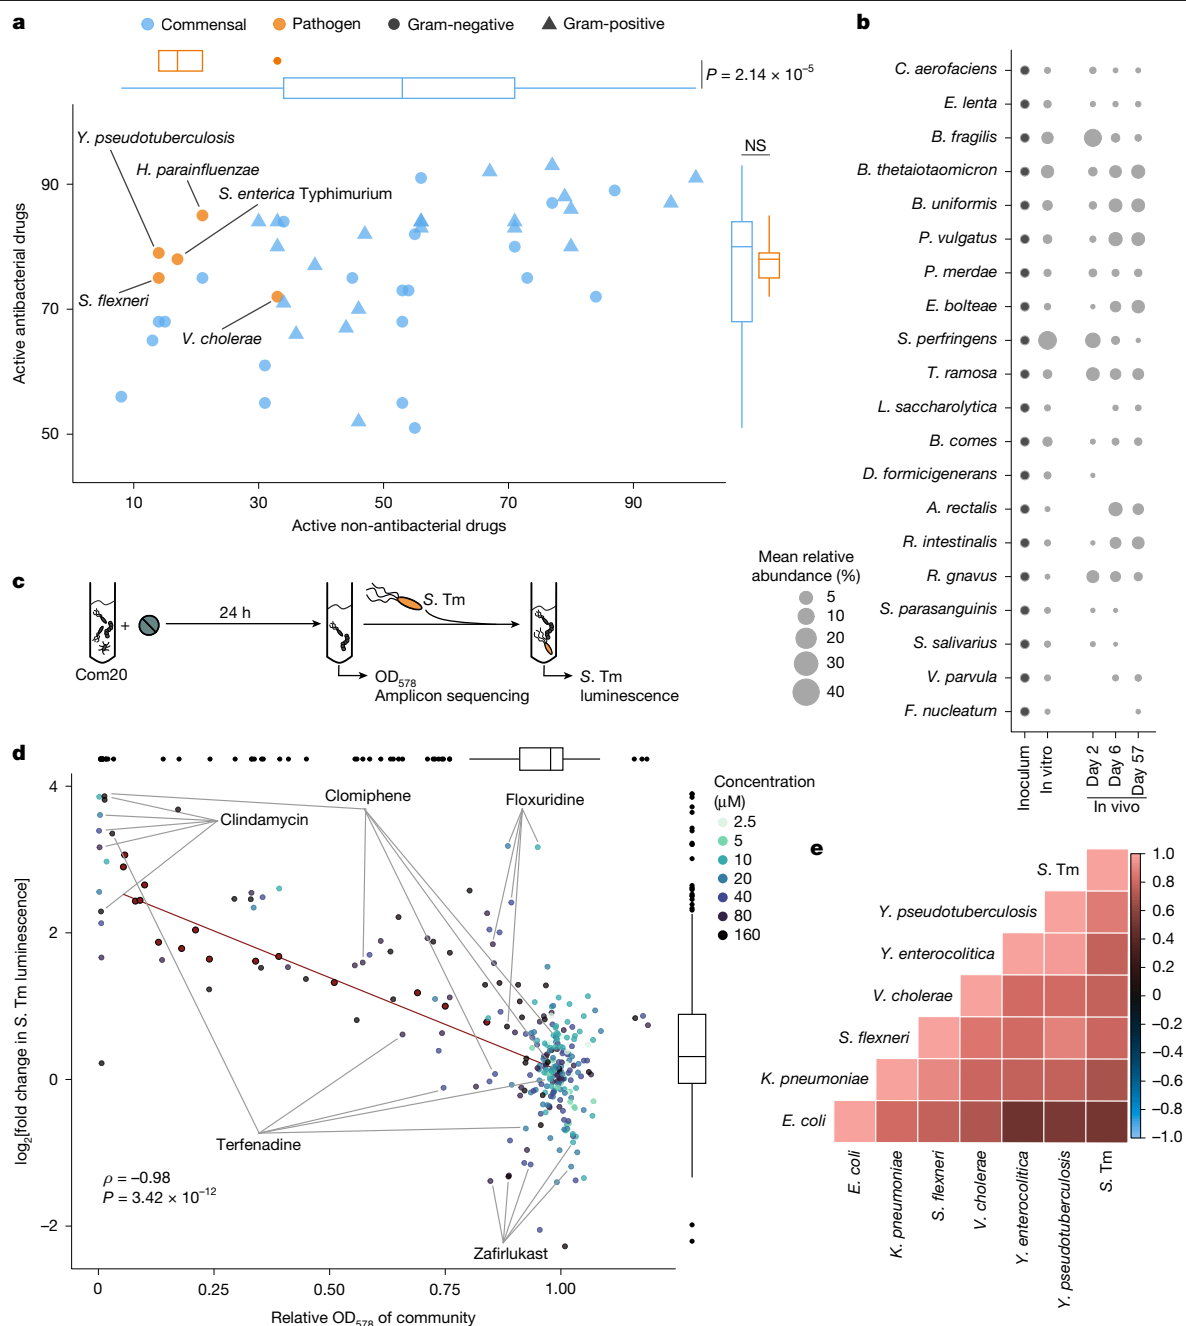 a
Commensal
Pathogen
Gram-negative
Gram-positive
P = 2.14 × 10⁻⁵
Y. pseudotuberculosis
H. parainfluenzae
S. enterica Typhimurium
S. flexneri
V. cholerae
NS
Active antibacterial drugs
90
70
50
10
30
50
70
90
Active non-antibacterial drugs
b
C. aerofaciens
E. lenta
B. fragilis
B. thetaiotaomicron
B. uniformis
P. vulgatus
P. merdae
E. bolteae
S. perfringens
T. ramosa
L. saccharolytica
B. comes
D. formicigenerans
A. rectalis
R. intestinalis
R. gnavus
S. parasanguinis
S. salivarius
V. parvula
F. nucleatum
Inoculum
In vitro
Day 2
Day 6
Day 57
In vivo
Mean relative
abundance (%)
5
10
20
30
40
c
Com20
+
24 h
S. Tm
OD₅₇₈
Amplicon sequencing
S. Tm
luminescence
d
log₂[fold change in S. Tm luminescence]
4
2
0
−2
Clindamycin
Clomiphene
Floxuridine
Terfenadine
Zafirlukast
ρ = −0.98
P = 3.42 × 10⁻¹²
0
0.25
0.50
0.75
1.00
Relative OD₅₇₈ of community
Concentration
(μM)
2.5
5
10
20
40
80
160
e
S. Tm
Y. pseudotuberculosis
Y. enterocolitica
V. cholerae
S. flexneri
K. pneumoniae
E. coli
E. coli
K. pneumoniae
S. flexneri
V. cholerae
Y. enterocolitica
Y. pseudotuberculosis
S. Tm
1.0
0.8
0.6
0.4
0.2
0
−0.2
−0.4
−0.6
−0.8
−1.0